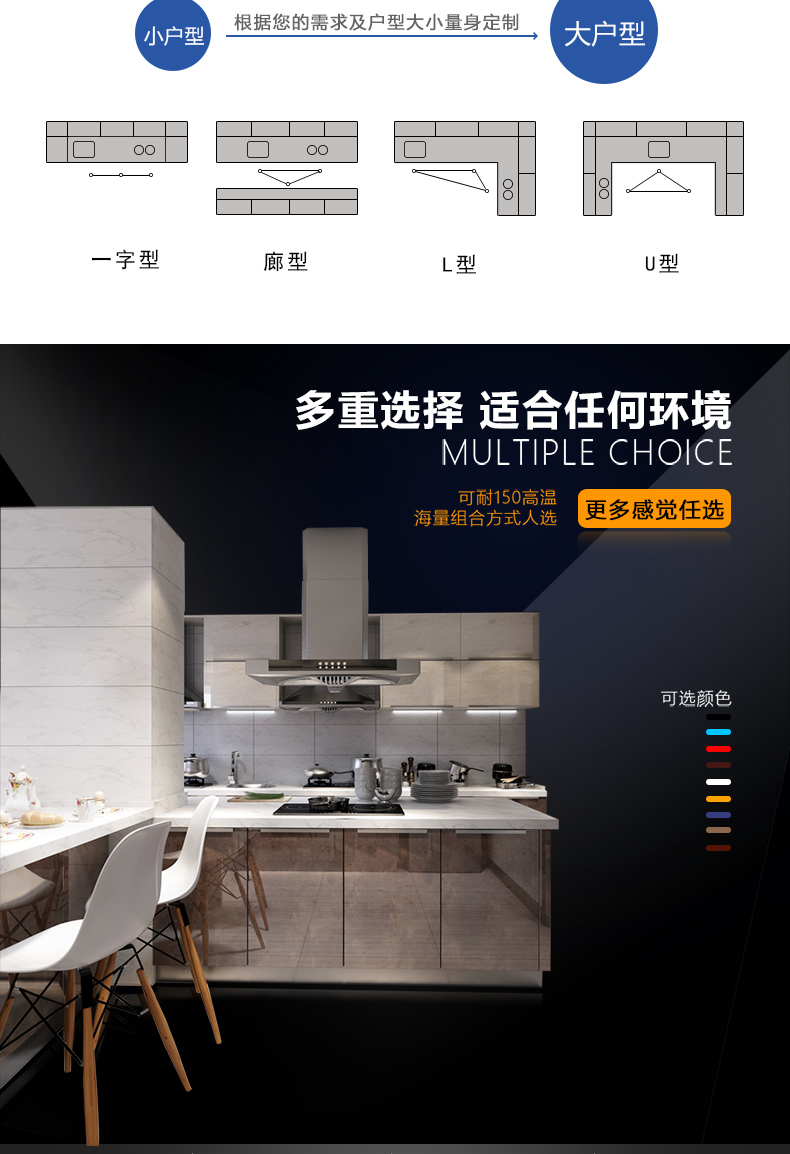 小户型
根据您的需求及户型大小量身定制
大户型
一字型
廊型
L型
U型
多重选择 适合任何环境
MULTIPLE CHOICE
可耐150高温
海量组合方式人选
更多感觉任选
可选颜色